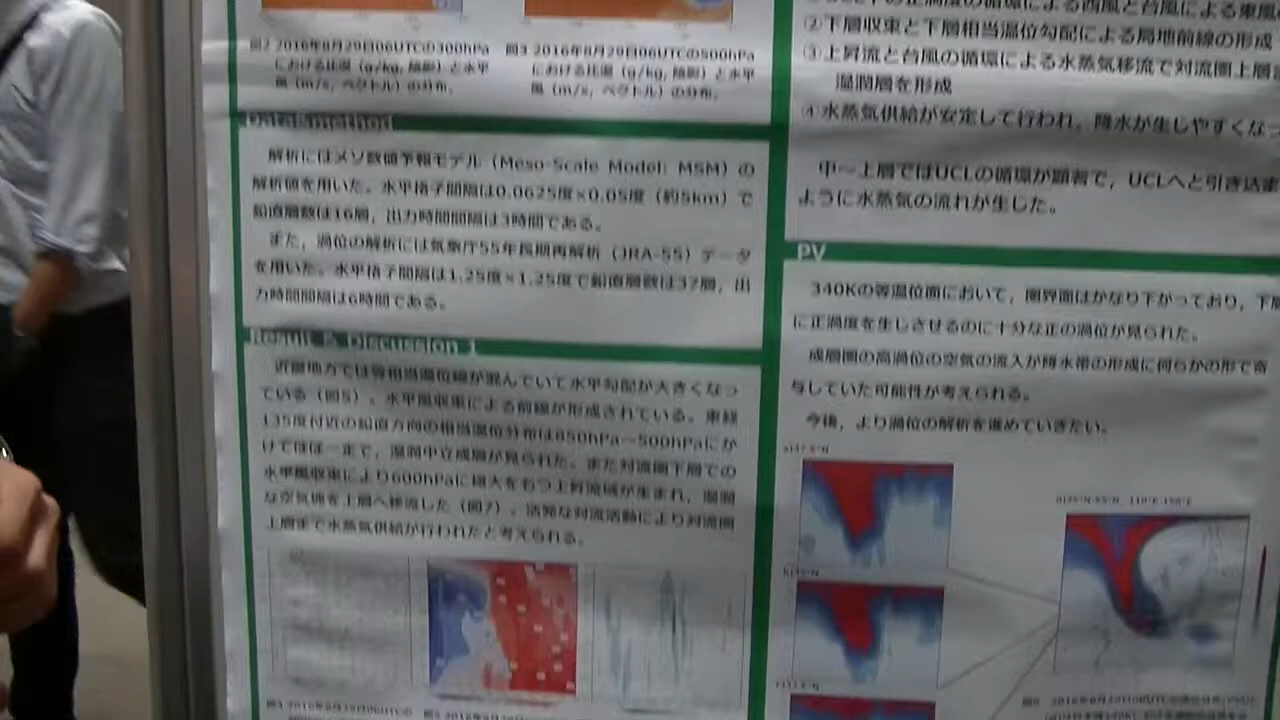 図2 2016年8月29日06UTCの300hPa
における比湿（g/kg, 陰影）と水平
風（m/s, ベクトル）の分布。
図3 2016年8月29日06UTCの500hPa
における比湿（g/kg, 陰影）と水平
風（m/s, ベクトル）の分布。
Data&method
解析にはメソ数値予報モデル（Meso-Scale Model: MSM）の
解析値を用いた。水平格子間隔は0.0625度×0.05度（約5km）で
鉛直層数は16層，出力時間間隔は3時間である。
また，渦位の解析には気象庁55年長期再解析（JRA-55）データ
を用いた。水平格子間隔は1.25度×1.25度で鉛直層数は37層，出
力時間間隔は6時間である。
Result & Discussion 1
近畿地方では等相当温位線が混んでいて水平勾配が大きくなっ
ている（図5）。水平風収束による前線が形成されている。東経
135度付近の鉛直方向の相当温位分布は850hPa－500hPaにか
けてほぼ一定で，湿潤中立成層が見られた。また対流圏下層での
水平風収束により600hPaに極大をもつ上昇流域が生まれ，湿潤
な空気塊を上層へ移流した（図7）。活発な対流活動により対流圏
上層まで水蒸気供給が行われたと考えられる。
の正渦度の循環による西風と台風による東風
②下層収束と下層相当温位勾配による局地前線の形成
③上昇流と台風の循環による水蒸気移流で対流圏上層
湿潤層を形成
④水蒸気供給が安定して行われ，降水が生じやすくなっ
中～上層ではUCLの循環が顕著で，UCLへと引き込ま
ように水蒸気の流れが生じた。
PV
340Kの等温位面において，圏界面はかなり下がっており，下層
に正渦度を生じさせるのに十分な正の渦位が見られた。
成層圏の高渦位の空気の流入が降水帯の形成に何らかの形で寄
与していた可能性が考えられる。
今後，より渦位の解析を進めていきたい。